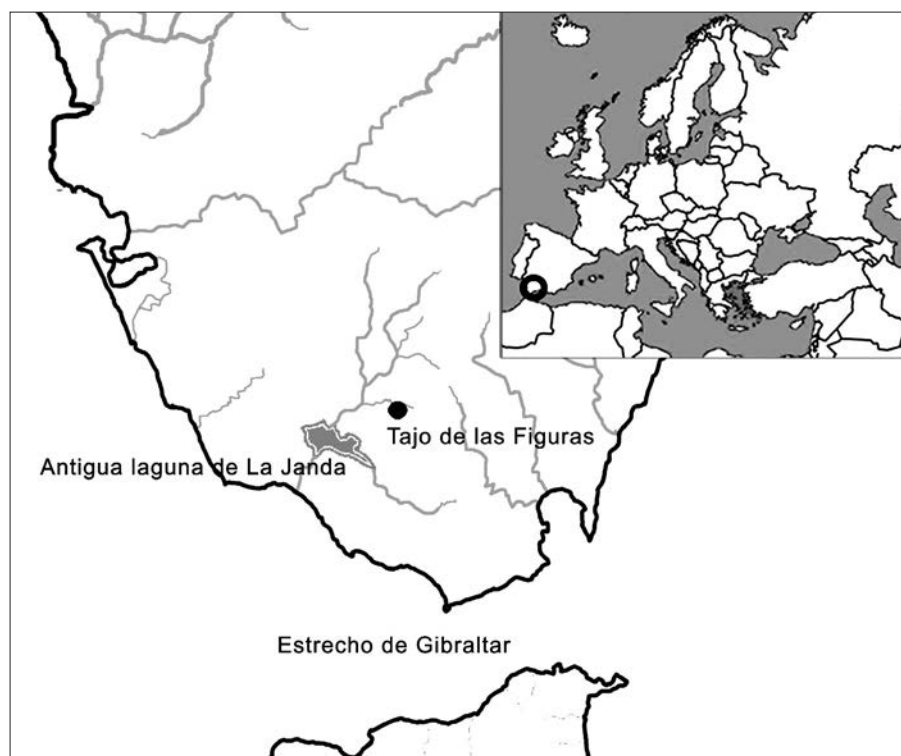 Tajo de las Figuras
Antigua laguna de La Janda
Estrecho de Gibraltar